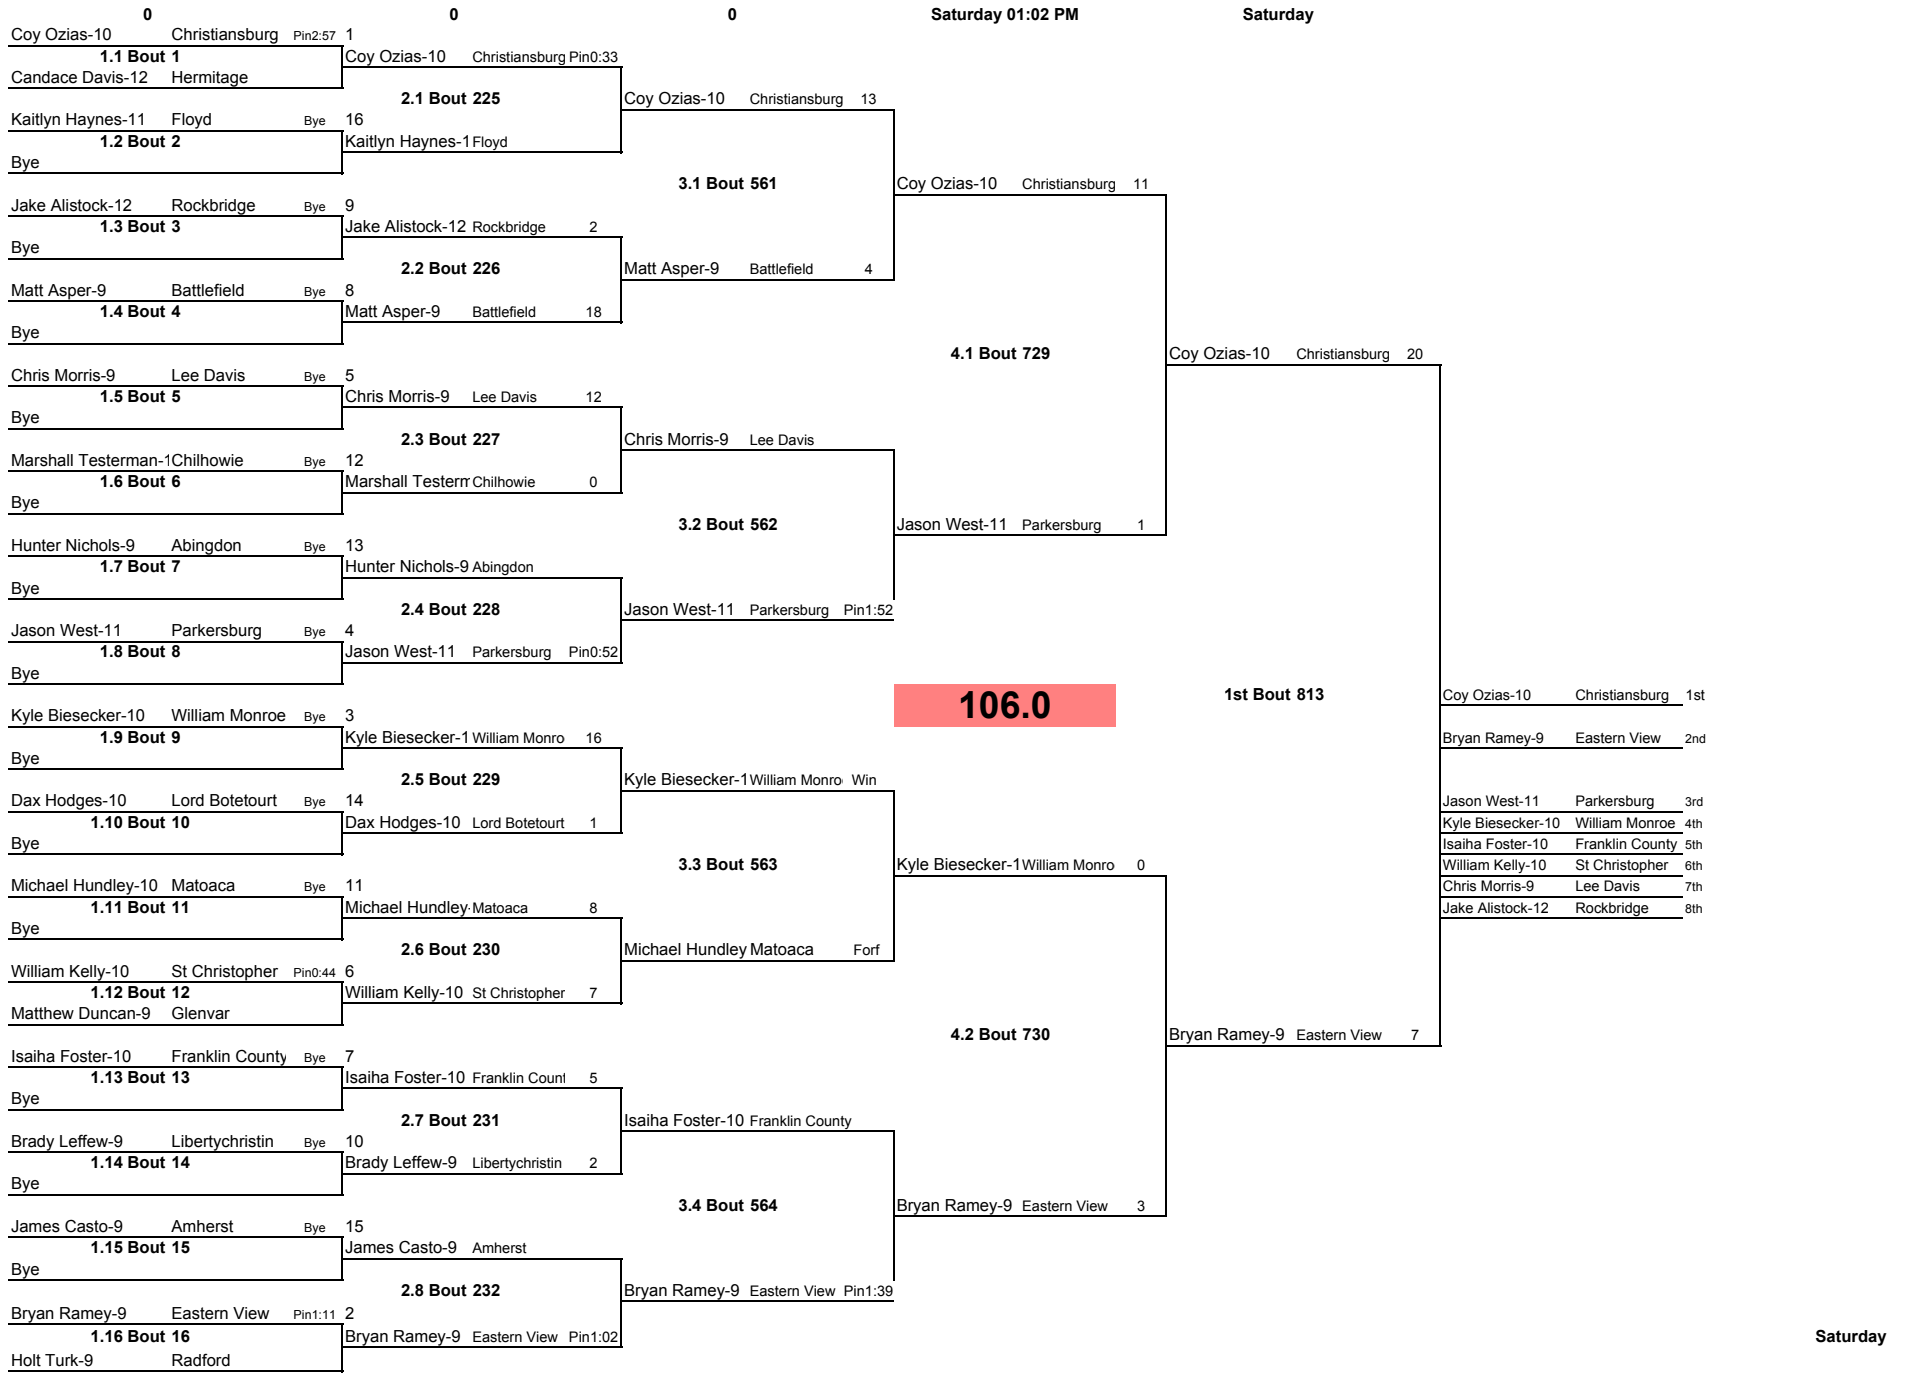 0 0 0 Saturday 01:02 PM Saturday
Coy Ozias-10 Christiansburg Pin2:57 1
1.1 Bout 1 Coy Ozias-10 Christiansburg Pin0:33
Candace Davis-12 Hermitage
2.1 Bout 225 Coy Ozias-10 Christiansburg 13
Kaitlyn Haynes-11 Floyd Bye 16
1.2 Bout 2 Kaitlyn Haynes-1 Floyd
Bye
3.1 Bout 561 Coy Ozias-10 Christiansburg 11
Jake Alistock-12 Rockbridge Bye 9
1.3 Bout 3 Jake Alistock-12 Rockbridge 2
Bye
2.2 Bout 226 Matt Asper-9 Battlefield 4
Matt Asper-9 Battlefield Bye 8
1.4 Bout 4 Matt Asper-9 Battlefield 18
Bye
4.1 Bout 729 Coy Ozias-10 Christiansburg 20
Chris Morris-9 Lee Davis Bye 5
1.5 Bout 5 Chris Morris-9 Lee Davis 12
Bye
2.3 Bout 227 Chris Morris-9 Lee Davis
Marshall Testerman-1 Chilhowie Bye 12
1.6 Bout 6 Marshall Testerm Chilhowie 0
Bye
3.2 Bout 562 Jason West-11 Parkersburg 1
Hunter Nichols-9 Abingdon Bye 13
1.7 Bout 7 Hunter Nichols-9 Abingdon
Bye
2.4 Bout 228 Jason West-11 Parkersburg Pin1:52
Jason West-11 Parkersburg Bye 4
1.8 Bout 8 Jason West-11 Parkersburg Pin0:52
Bye
106.0 1st Bout 813 Coy Ozias-10 Christiansburg 1st
Kyle Biesecker-10 William Monroe Bye 3
1.9 Bout 9 Kyle Biesecker-1 William Monro 16 Bryan Ramey-9 Eastern View 2nd
Bye
2.5 Bout 229 Kyle Biesecker-1 William Monro Win
Dax Hodges-10 Lord Botetourt Bye 14 Jason West-11 Parkersburg 3rd
1.10 Bout 10 Dax Hodges-10 Lord Botetourt 1 Kyle Biesecker-10 William Monroe 4th
Bye Isaiha Foster-10 Franklin County 5th
3.3 Bout 563 Kyle Biesecker-1 William Monro 0 William Kelly-10 St Christopher 6th
Michael Hundley-10 Matoaca Bye 11 Chris Morris-9 Lee Davis 7th
1.11 Bout 11 Michael Hundley- Matoaca 8 Jake Alistock-12 Rockbridge 8th
Bye
2.6 Bout 230 Michael Hundley Matoaca Forf
William Kelly-10 St Christopher Pin0:44 6
1.12 Bout 12 William Kelly-10 St Christopher 7
Matthew Duncan-9 Glenvar
4.2 Bout 730 Bryan Ramey-9 Eastern View 7
Isaiha Foster-10 Franklin County Bye 7
1.13 Bout 13 Isaiha Foster-10 Franklin Count 5
Bye
2.7 Bout 231 Isaiha Foster-10 Franklin County
Brady Leffew-9 Libertychristin Bye 10
1.14 Bout 14 Brady Leffew-9 Libertychristin 2
Bye
3.4 Bout 564 Bryan Ramey-9 Eastern View 3
James Casto-9 Amherst Bye 15
1.15 Bout 15 James Casto-9 Amherst
Bye
2.8 Bout 232 Bryan Ramey-9 Eastern View Pin1:39
Bryan Ramey-9 Eastern View Pin1:11 2
1.16 Bout 16 Bryan Ramey-9 Eastern View Pin1:02 Saturday
Holt Turk-9 Radford